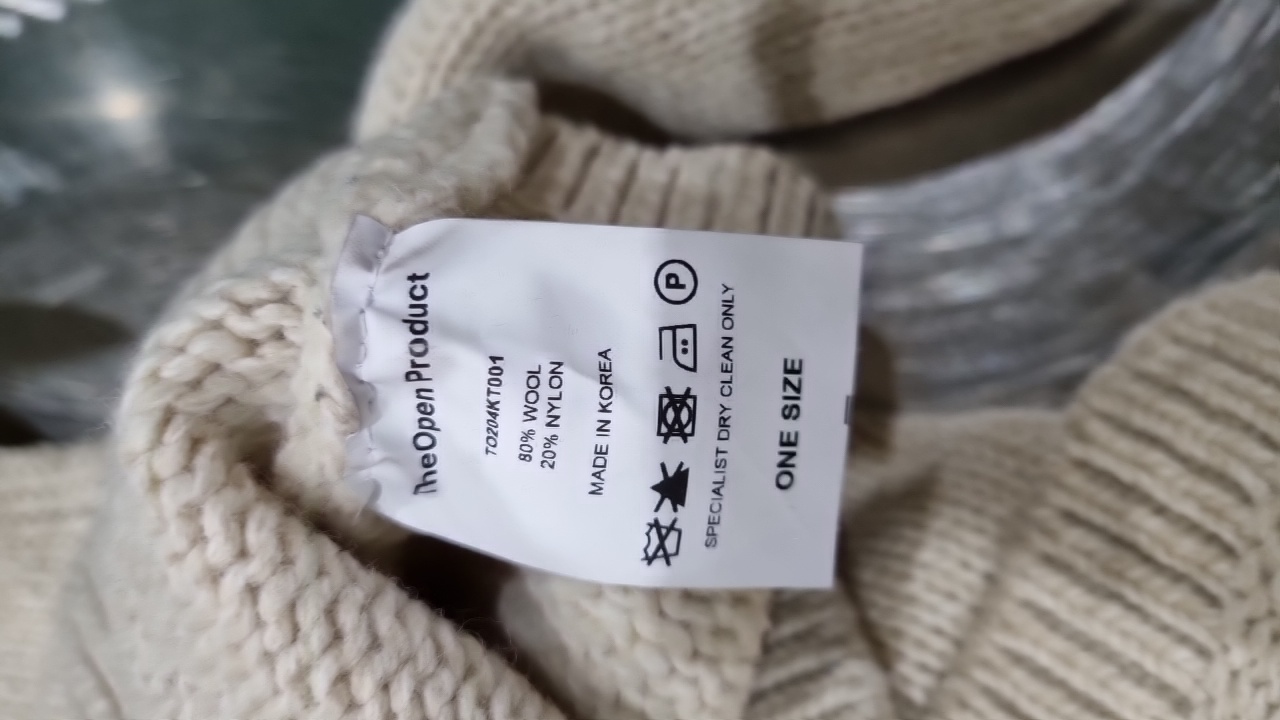 TheOpen Product
TO204KT001
80% WOOL
20% NYLON
MADE IN KOREA
P
SPECIALIST DRY CLEAN ONLY
ONE SIZE